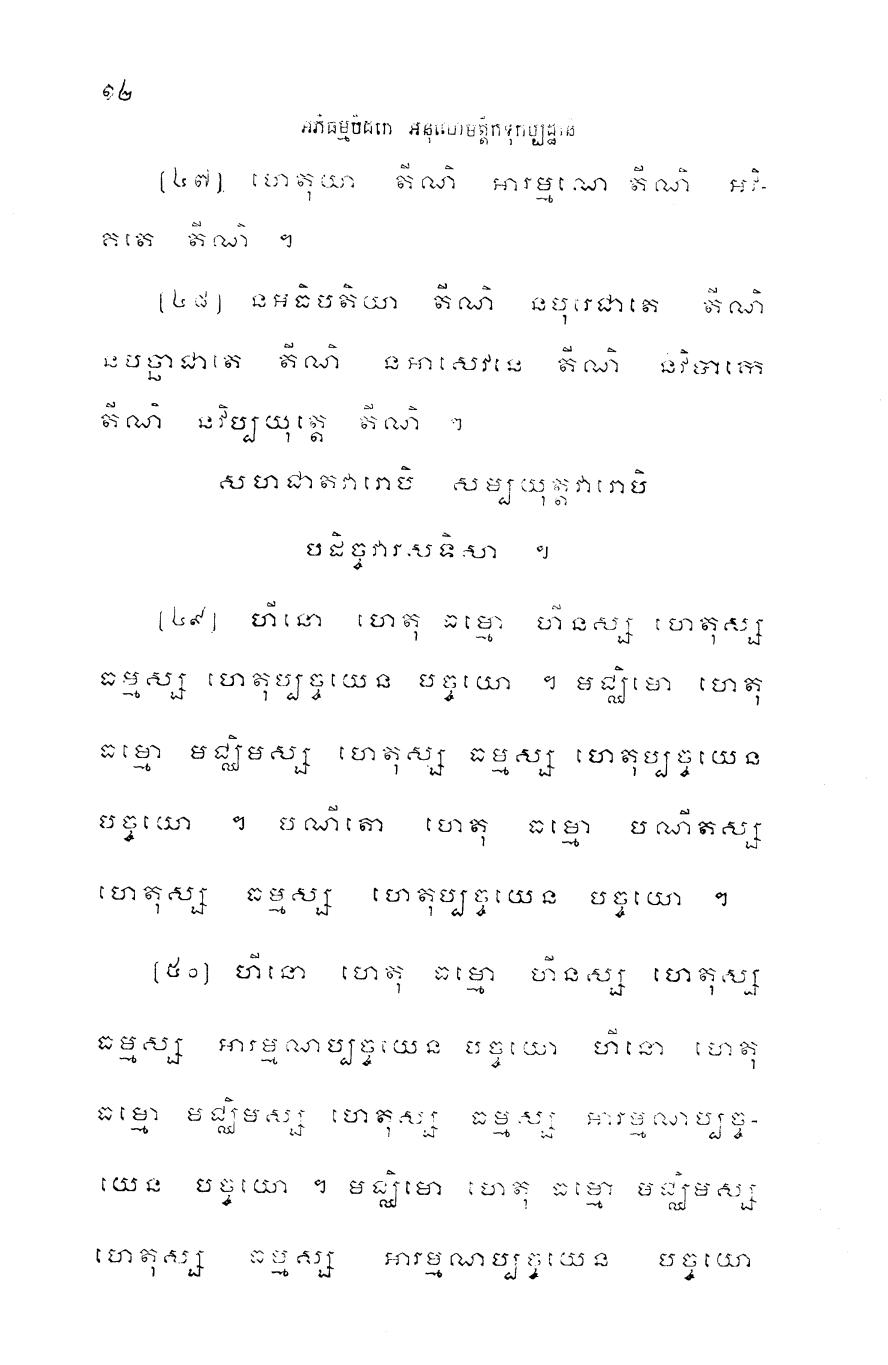 ១២
អភិធម្មបិដកេ អនុលោមត្តិកទុកប្បដ្ឋានំ
(៤៧) ហេតុយា តីណិ អារម្មណេ តីណិ អវិ-
គតេ តីណិ ៗ
(៤៨) នអធិបតិយា តីណិ នបុរេជាតេ តីណិ
នបច្ឆាជាតេ តីណិ នអាសេវនេ តីណិ នវិបាកេ
តីណិ នវិប្បយុត្តេ តីណិ ៗ
សហជាតវារោបិ សម្បយុត្តវារោបិ
បដិច្ចវារសទិសា ៗ
(៤៩) ហីនោ ហេតុ ធម្មោ ហីនស្ស ហេតុស្ស
ធម្មស្ស ហេតុប្បច្ចយេន បច្ចយោ ៗ មជ្ឈិមោ ហេតុ
ធម្មោ មជ្ឈិមស្ស ហេតុស្ស ធម្មស្ស ហេតុប្បច្ចយេន
បច្ចយោ ៗ បណីតោ ហេតុ ធម្មោ បណីតស្ស
ហេតុស្ស ធម្មស្ស ហេតុប្បច្ចយេន បច្ចយោ ៗ
(៥០) ហីនោ ហេតុ ធម្មោ ហីនស្ស ហេតុស្ស
ធម្មស្ស អារម្មណប្បច្ចយេន បច្ចយោ ហីនោ ហេតុ
ធម្មោ មជ្ឈិមស្ស ហេតុស្ស ធម្មស្ស អារម្មណប្បច្ច-
យេន បច្ចយោ ៗ មជ្ឈិមោ ហេតុ ធម្មោ មជ្ឈិមស្ស
ហេតុស្ស ធម្មស្ស អារម្មណប្បច្ចយេន បច្ចយោ